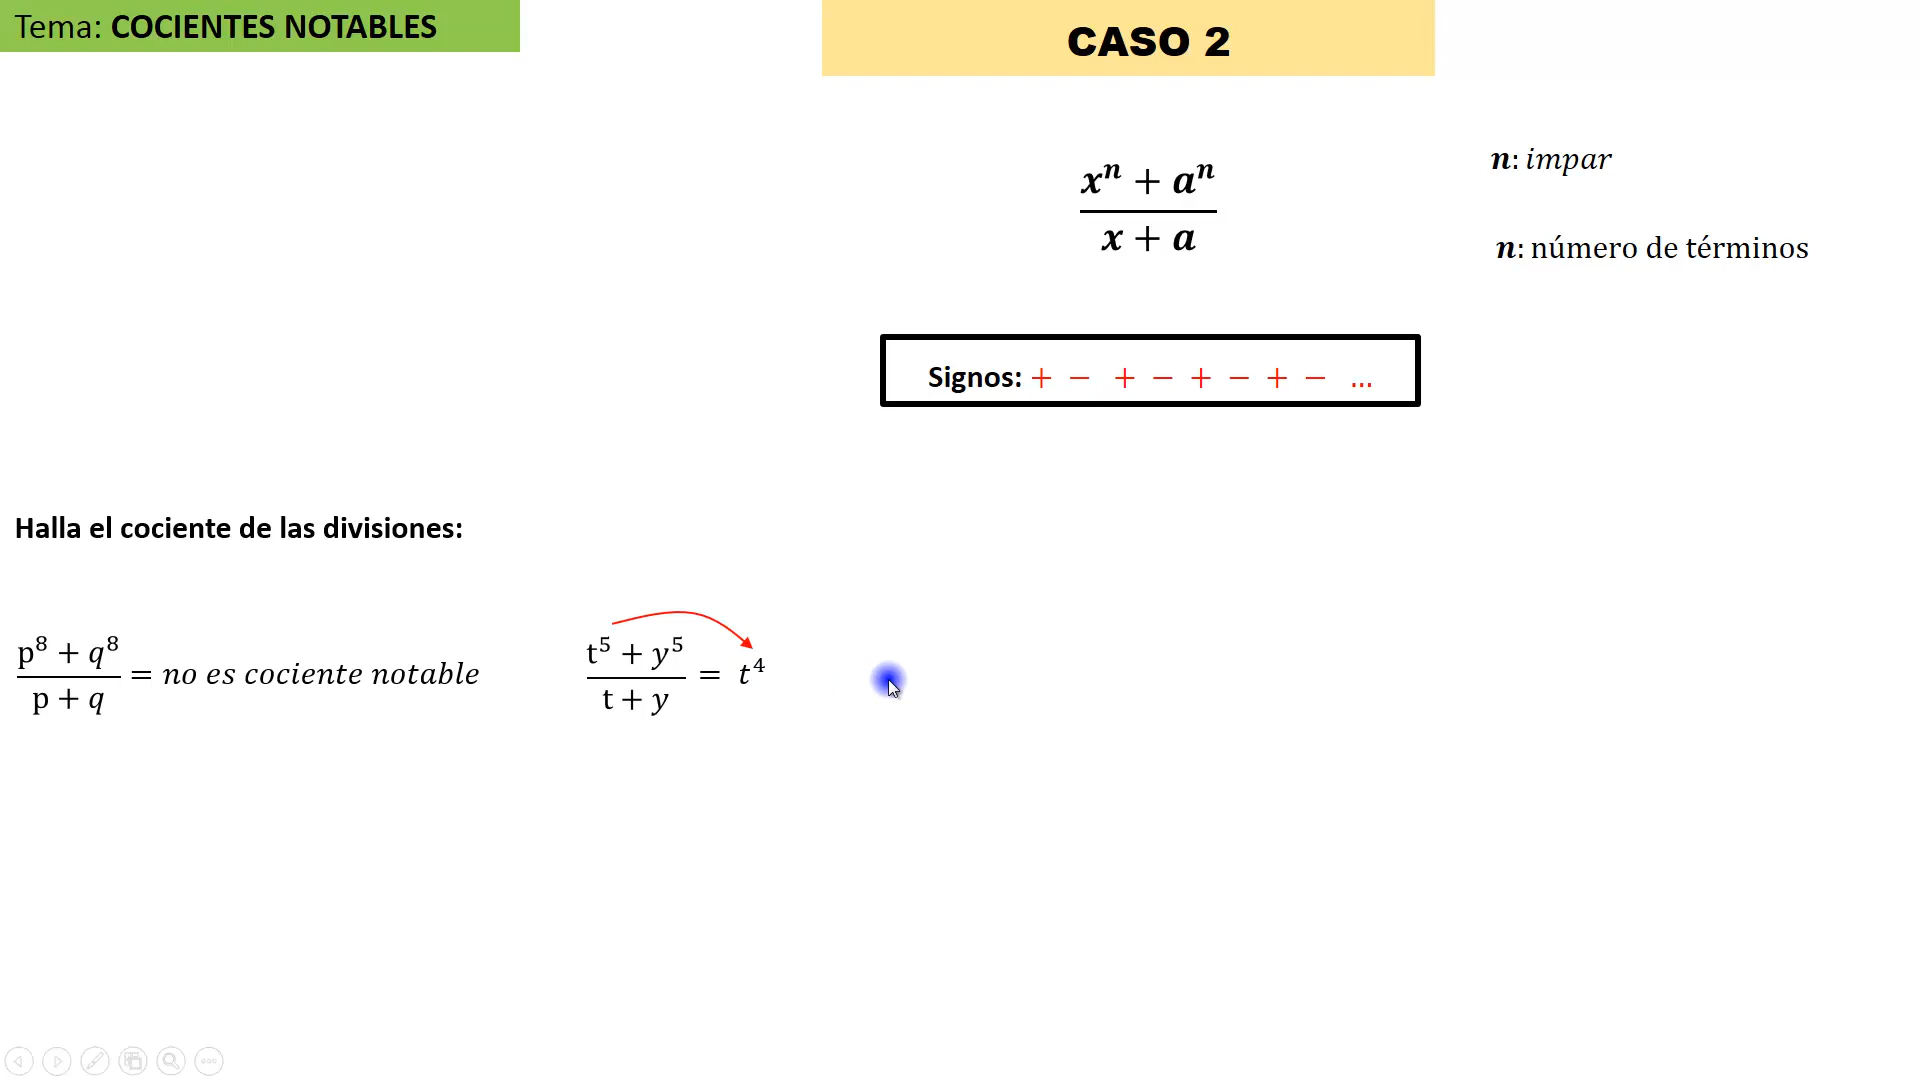 Tema: COCIENTES NOTABLES
CASO 2
xⁿ + aⁿ
x + a
n: impar
n: número de términos
Signos: + − + − + − + − ...
Halla el cociente de las divisiones:
p⁸ + q⁸
p + q
= no es cociente notable
t⁵ + y⁵
t + y
= t⁴